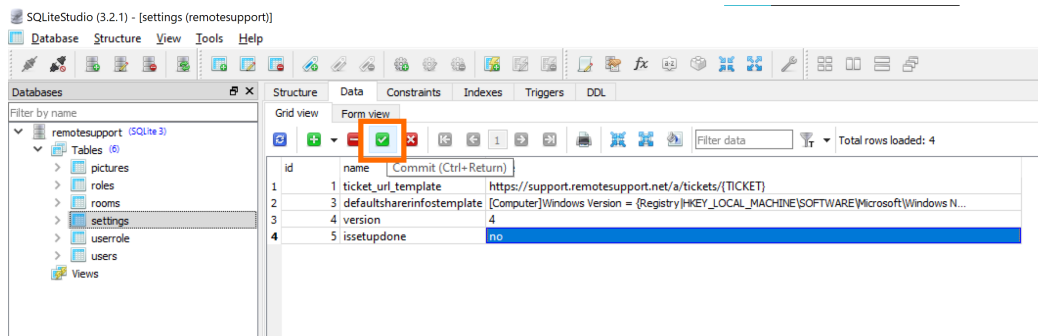 SQLiteStudio (3.2.1) - [settings (remotesupport)]
Database Structure View Tools Help
Databases
Filter by name
remotesupport (SQLite 3)
Tables (6)
pictures
roles
rooms
settings
userrole
users
Views
Structure Data Constraints Indexes Triggers DDL
Grid view Form view
1 Filter data Total rows loaded: 4
id name
Commit (Ctrl+Return)
1 1 ticket_url_template https://support.remotesupport.net/a/tickets/{TICKET}
2 3 defaultsharerinfostemplate [Computer]Windows Version = {Registry|HKEY_LOCAL_MACHINE\SOFTWARE\Microsoft\Windows N...
3 4 version 4
4 5 issetupdone no